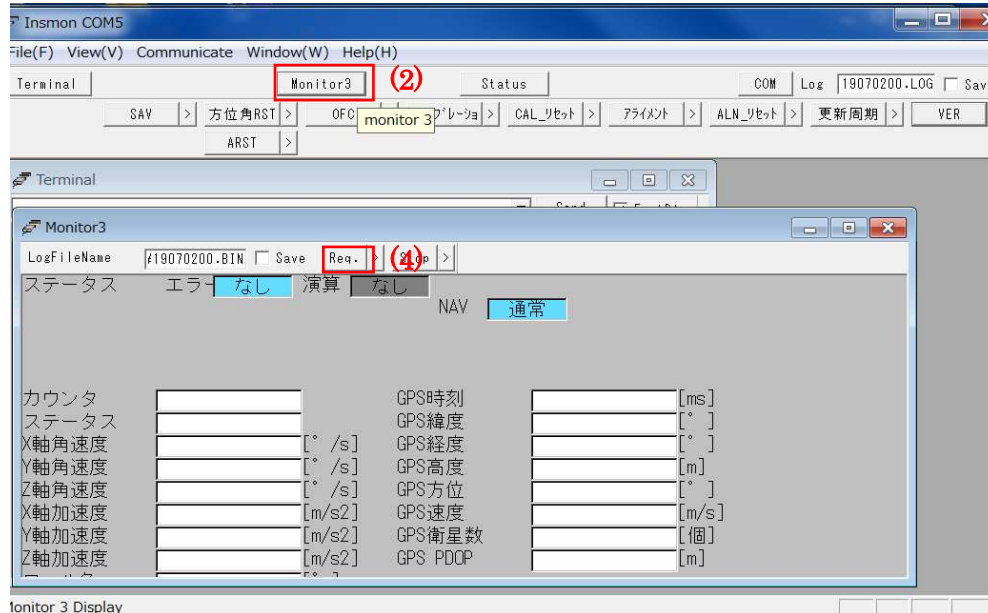 Insmon COM5
File(F) View(V) Communicate Window(W) Help(H)
Terminal Monitor3 (2) Status COM Log 19070200.LOG Sav
SAV > 方位角RST > OFC > CAL_ﾘｾｯﾄ > ｱﾗｲﾒﾝﾄ > ALN_ﾘｾｯﾄ > 更新周期 > VER
monitor 3
ARST >
Terminal
Monitor3
LogFileName 19070200.BIN Save Req. > (4) >
ステータス エラー なし 演算 なし
NAV 通常
カウンタ GPS時刻 [ms]
ステータス GPS緯度 [° ]
X軸角速度 [° /s] GPS経度 [° ]
Y軸角速度 [° /s] GPS高度 [m]
Z軸角速度 [° /s] GPS方位 [° ]
X軸加速度 [m/s2] GPS速度 [m/s]
Y軸加速度 [m/s2] GPS衛星数 [個]
Z軸加速度 [m/s2] GPS PDOP [m]
Monitor 3 Display